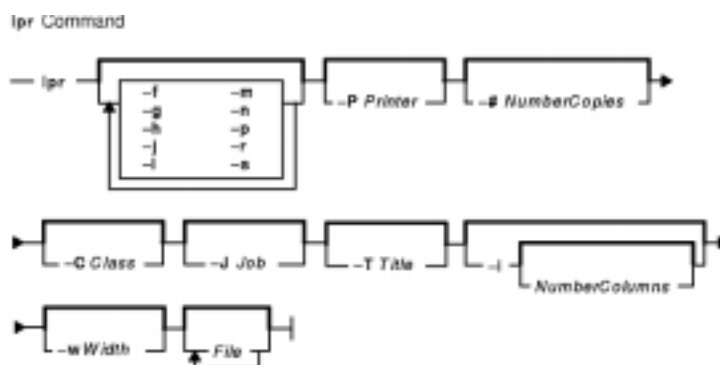 lpr Command
lpr
-f -m
-g -n
-h -p
-j -r
-l -s
-P Printer -# NumberCopies
-C Class -J Job -T Title -i
NumberColumns
-w Width File